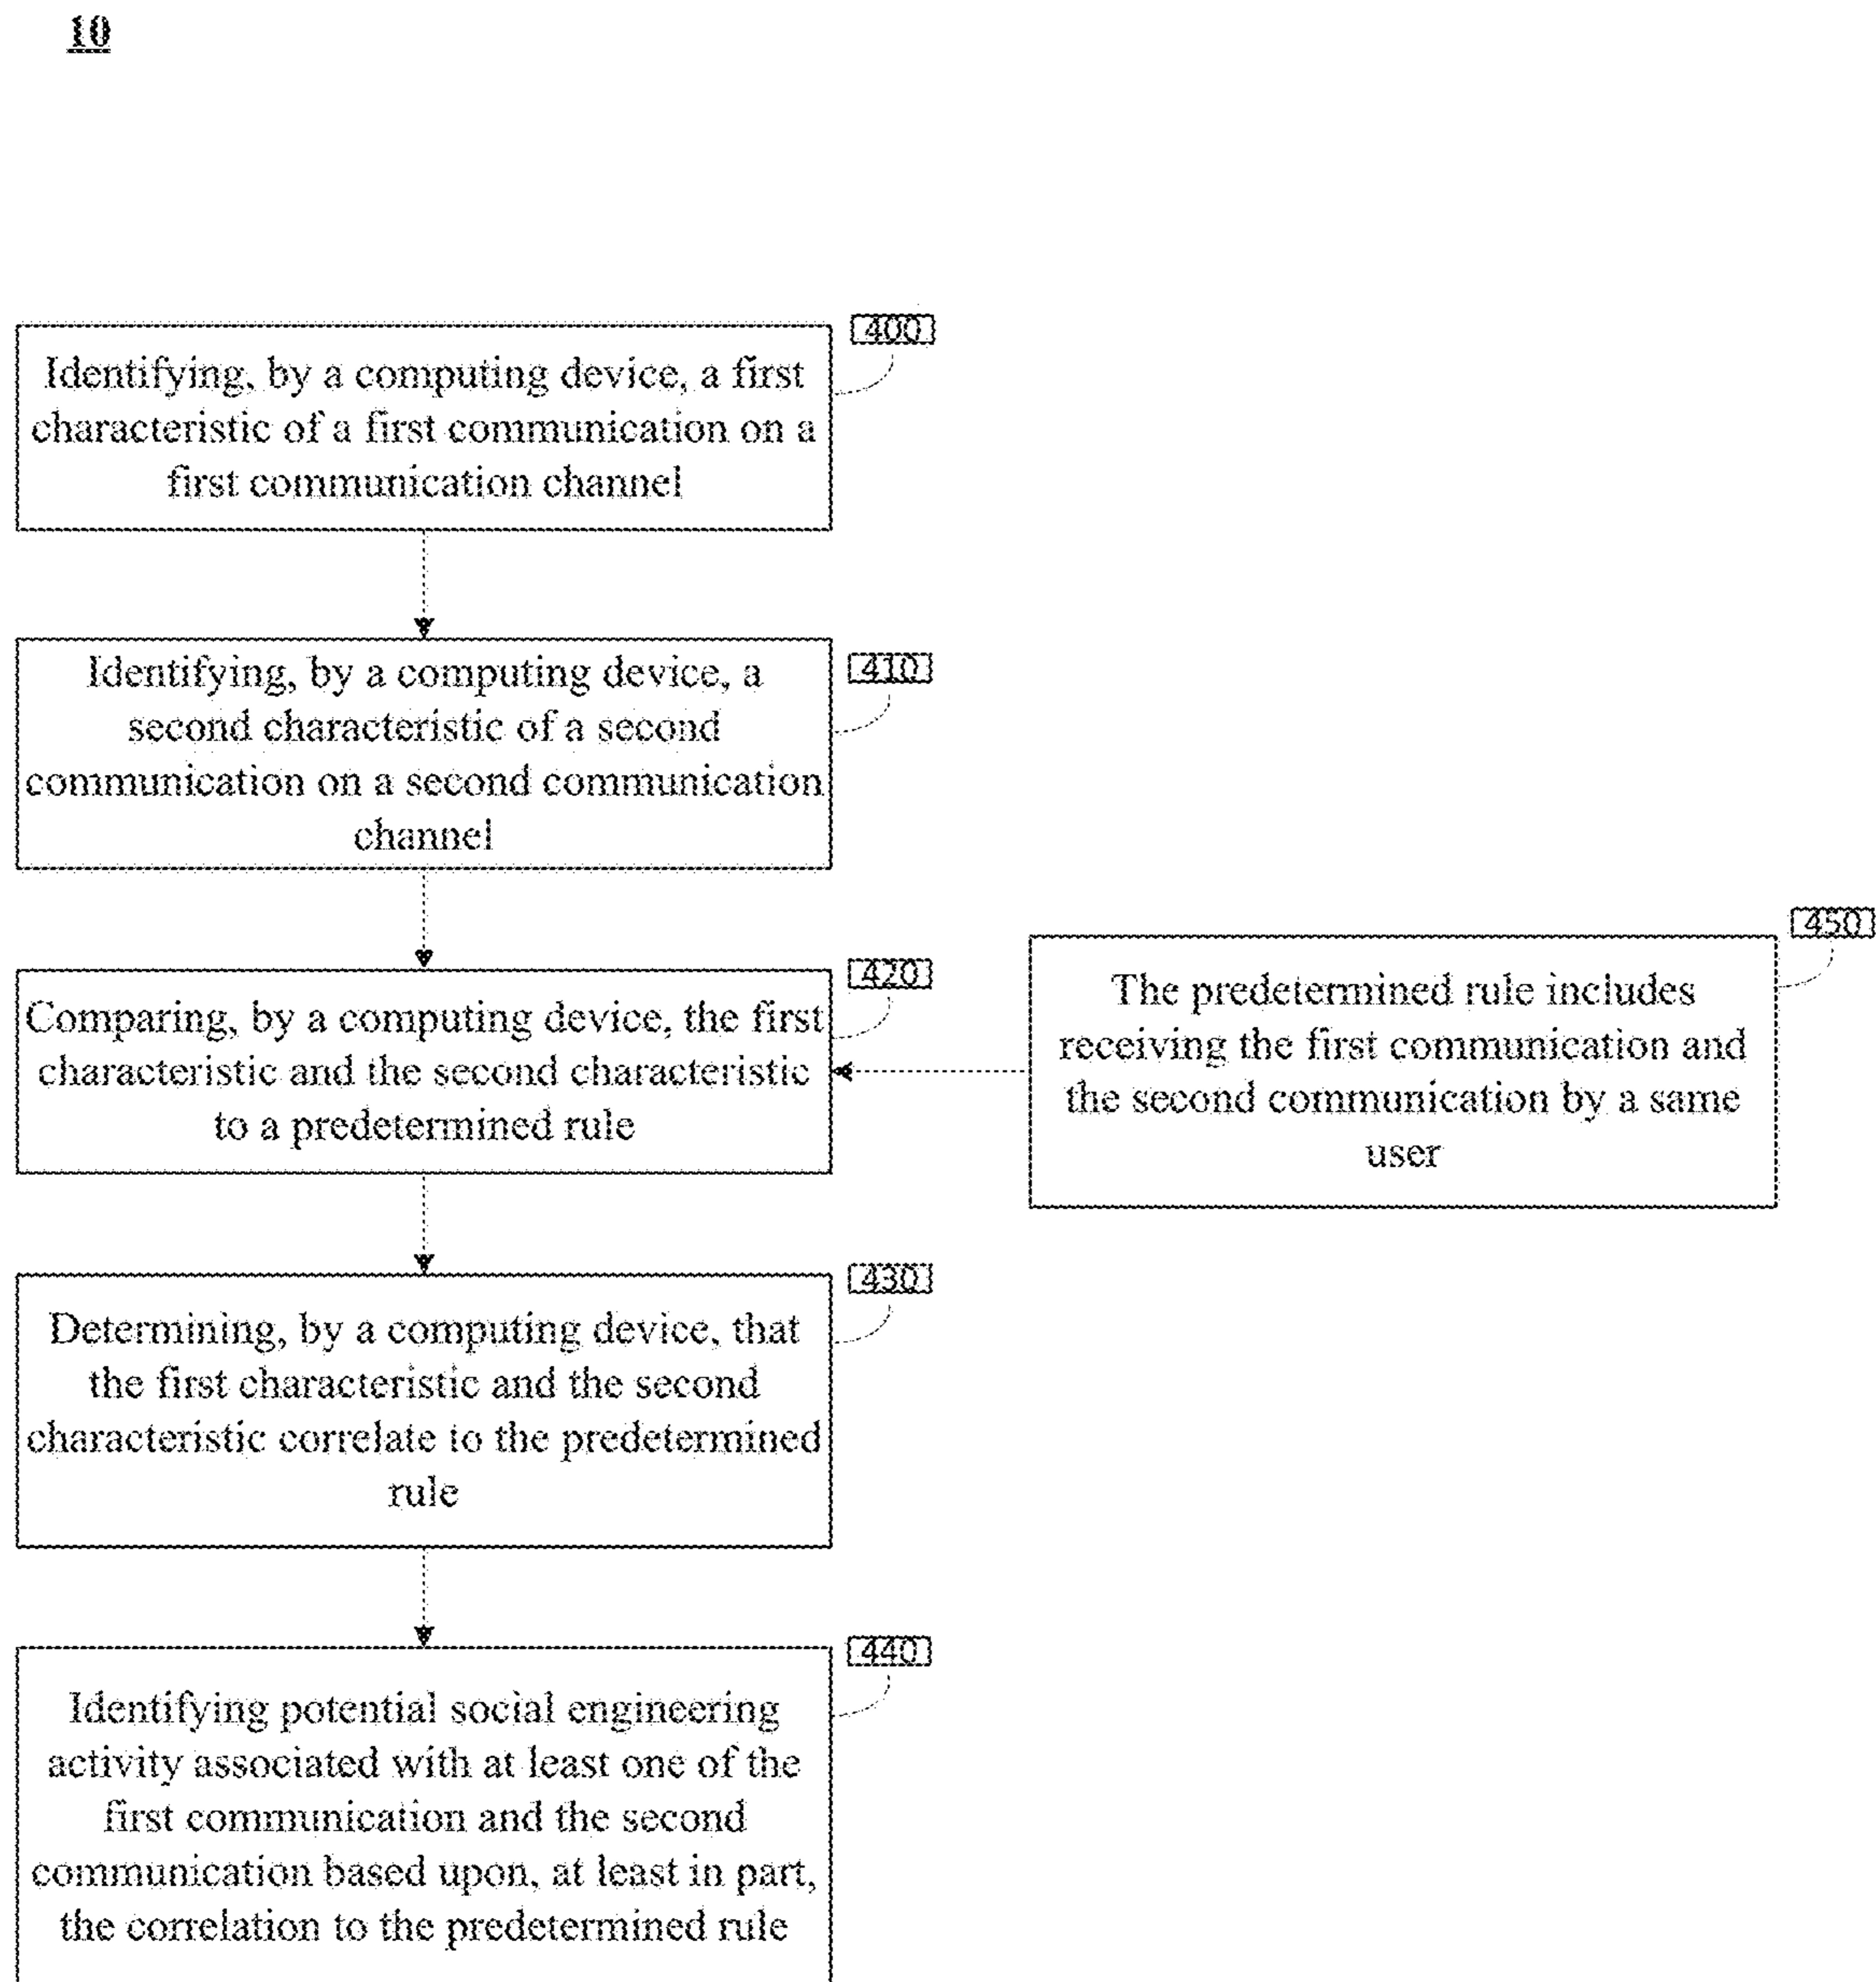 10
400
Identifying, by a computing device, a first
characteristic of a first communication on a
first communication channel
410
Identifying, by a computing device, a
second characteristic of a second
communication on a second communication
channel
420
Comparing, by a computing device, the first
characteristic and the second characteristic
to a predetermined rule
450
The predetermined rule includes
receiving the first communication and
the second communication by a same
user
430
Determining, by a computing device, that
the first characteristic and the second
characteristic correlate to the predetermined
rule
440
Identifying potential social engineering
activity associated with at least one of the
first communication and the second
communication based upon, at least in part,
the correlation to the predetermined rule